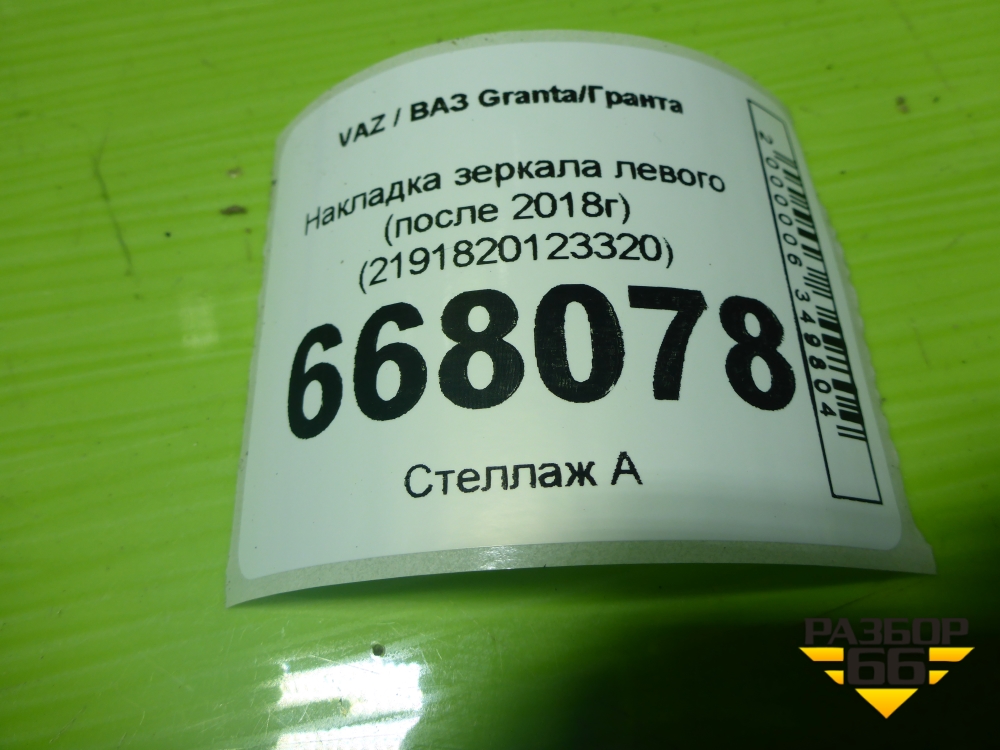 VAZ / ВАЗ Granta/Гранта
Накладка зеркала левого
(после 2018г)
(2191820123320)
668078
Стеллаж А
2000006349804
РАЗБОР
66